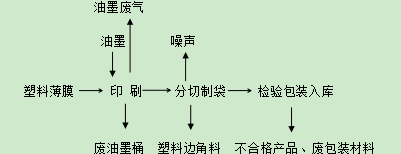 油墨废气
油墨 噪声
塑料薄膜 印 刷 分切制袋 检验包装入库
废油墨桶 塑料边角料 不合格产品、废包装材料